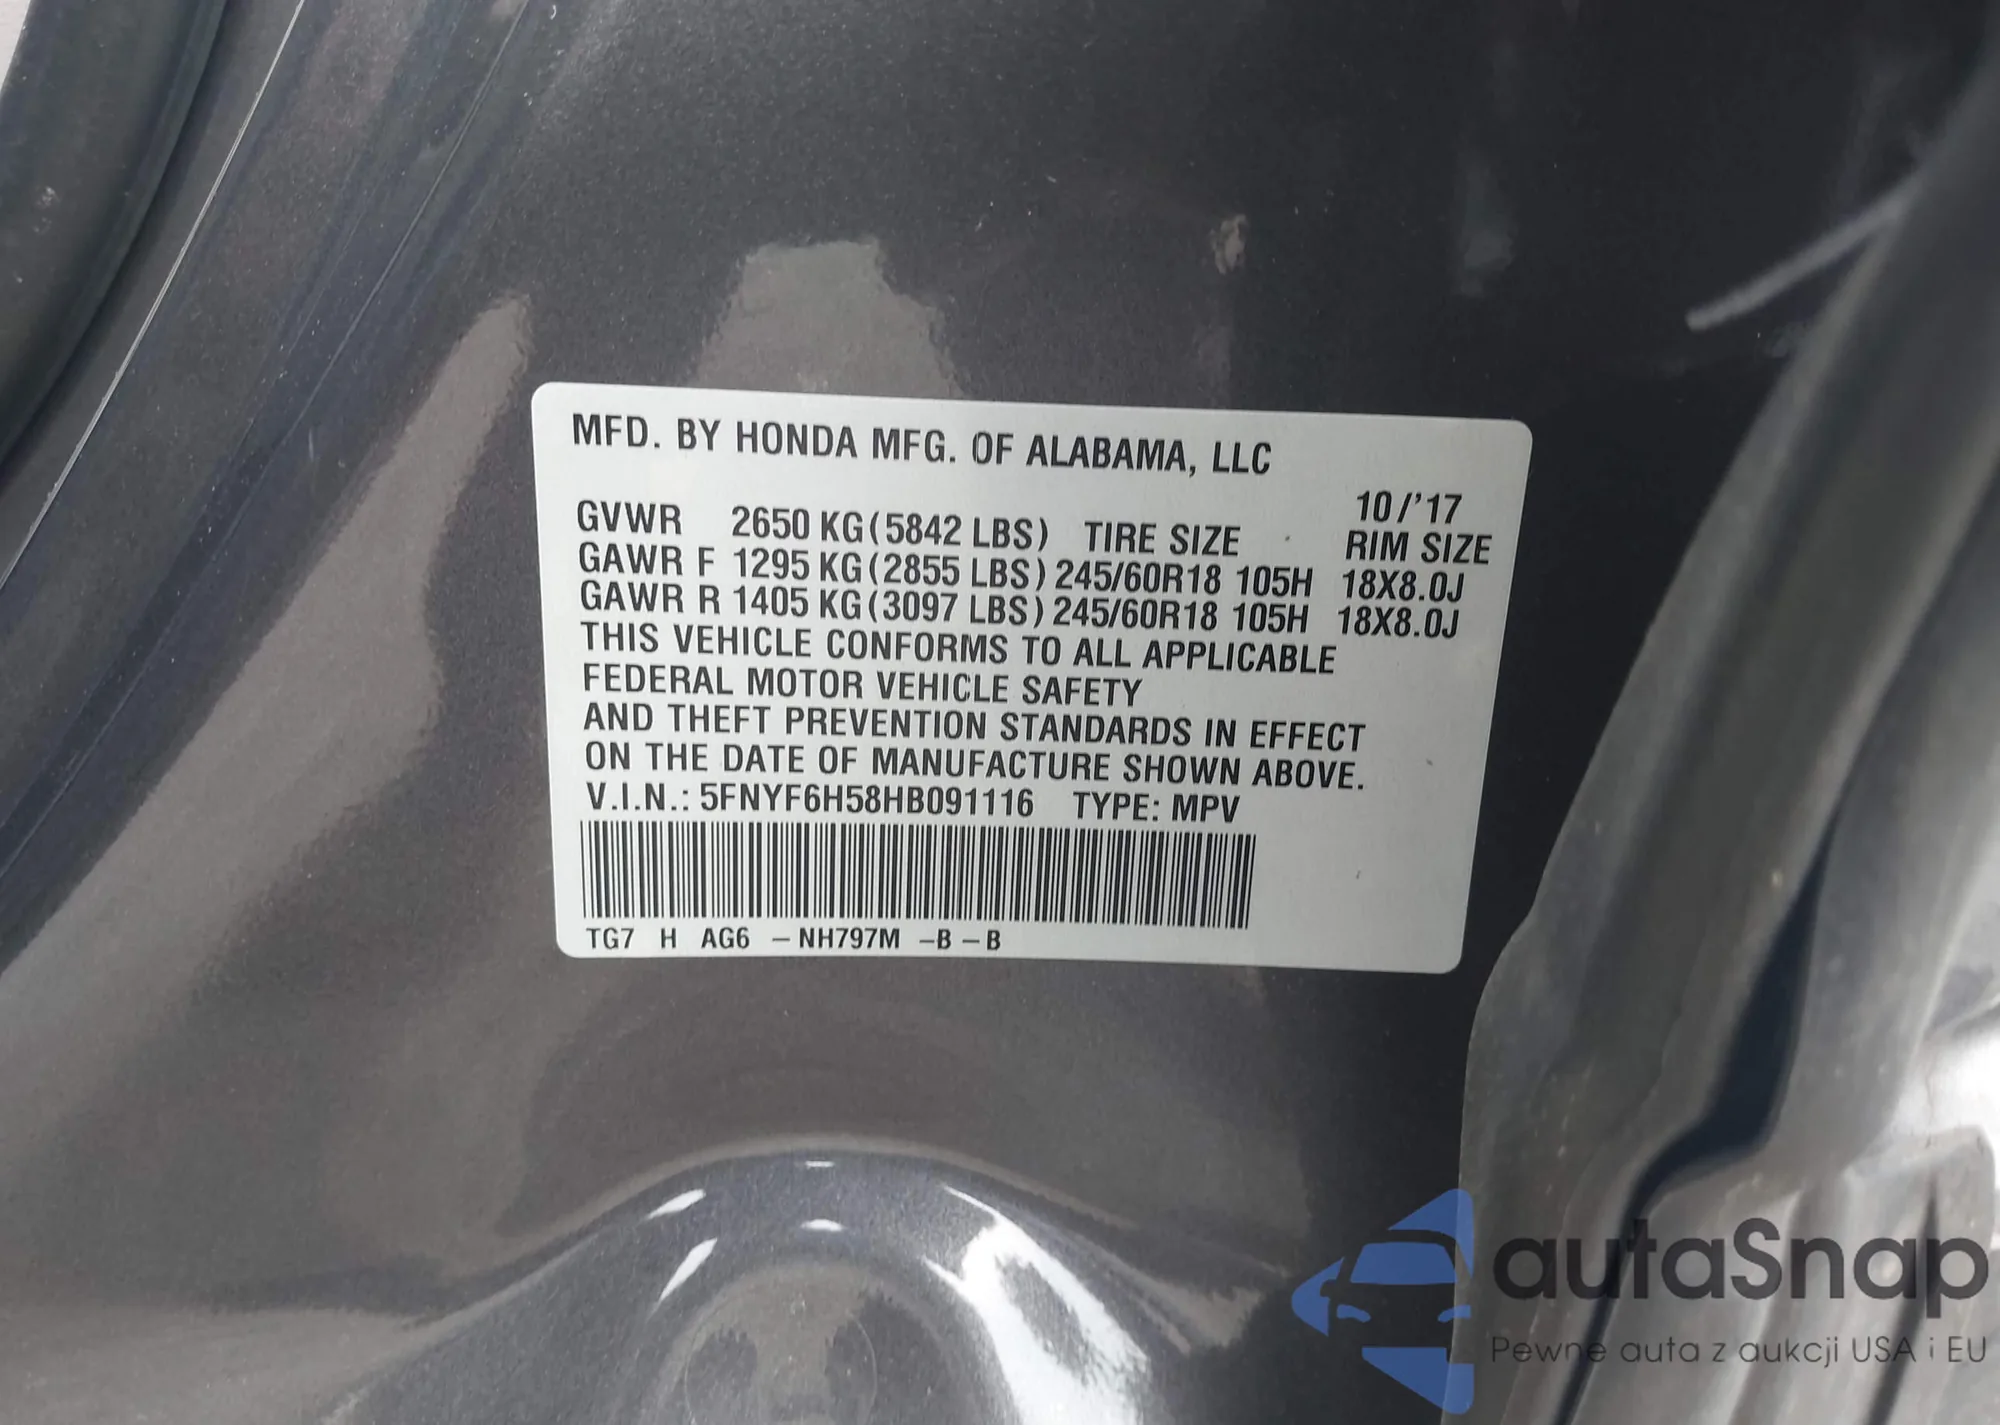 MFD. BY HONDA MFG. OF ALABAMA, LLC
10/'17
GVWR 2650 KG(5842 LBS) TIRE SIZE RIM SIZE
GAWR F 1295 KG(2855 LBS)245/60R18 105H 18X8.0J
GAWR R 1405 KG(3097 LBS)245/60R18 105H 18X8.0J
THIS VEHICLE CONFORMS TO ALL APPLICABLE
FEDERAL MOTOR VEHICLE SAFETY
AND THEFT PREVENTION STANDARDS IN EFFECT
ON THE DATE OF MANUFACTURE SHOWN ABOVE.
V.I.N.: 5FNYF6H58HB091116 TYPE: MPV
TG7 H AG6 –NH797M –B–B
autaSnap
Pewne auta z aukcji USA i EU